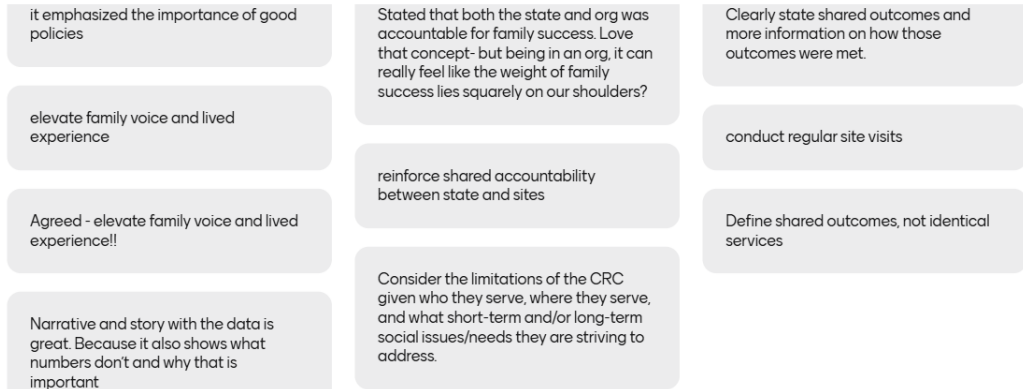 it emphasized the importance of good
policies
elevate family voice and lived
experience
Agreed - elevate family voice and lived
experience!!
Narrative and story with the data is
great. Because it also shows what
numbers don't and why that is
important
Stated that both the state and org was
accountable for family success. Love
that concept- but being in an org, it can
really feel like the weight of family
success lies squarely on our shoulders?
reinforce shared accountability
between state and sites
Consider the limitations of the CRC
given who they serve, where they serve,
and what short-term and/or long-term
social issues/needs they are striving to
address.
Clearly state shared outcomes and
more information on how those
outcomes were met.
conduct regular site visits
Define shared outcomes, not identical
services